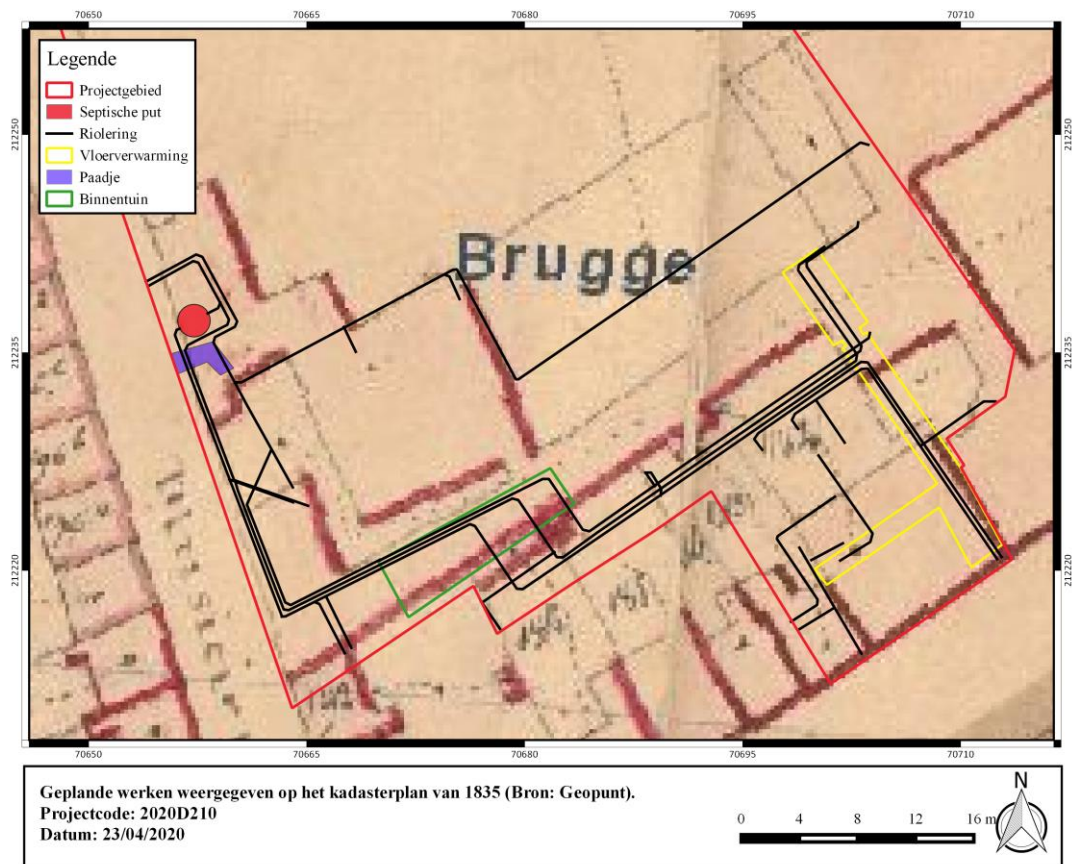 70650 70665 70680 70695 70710
Legende
Projectgebied
Septische put
Riolering
Vloerverwarming
Paadje
Binnentuin
212250 212250
Brugge
212235 212235
212220 212220
70650 70665 70680 70695 70710
Geplande werken weergegeven op het kadasterplan van 1835 (Bron: Geopunt).
Projectcode: 2020D210
Datum: 23/04/2020
0 4 8 12 16 m
N